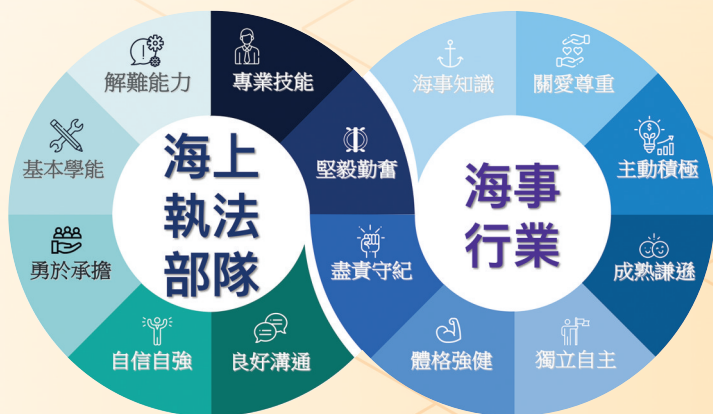 解難能力
專業技能
基本學能
海上
執法
部隊
堅毅勤奮
勇於承擔
盡責守紀
自信自強
良好溝通
海事知識
關愛尊重
主動積極
海事
行業
成熟謙遜
體格強健
獨立自主